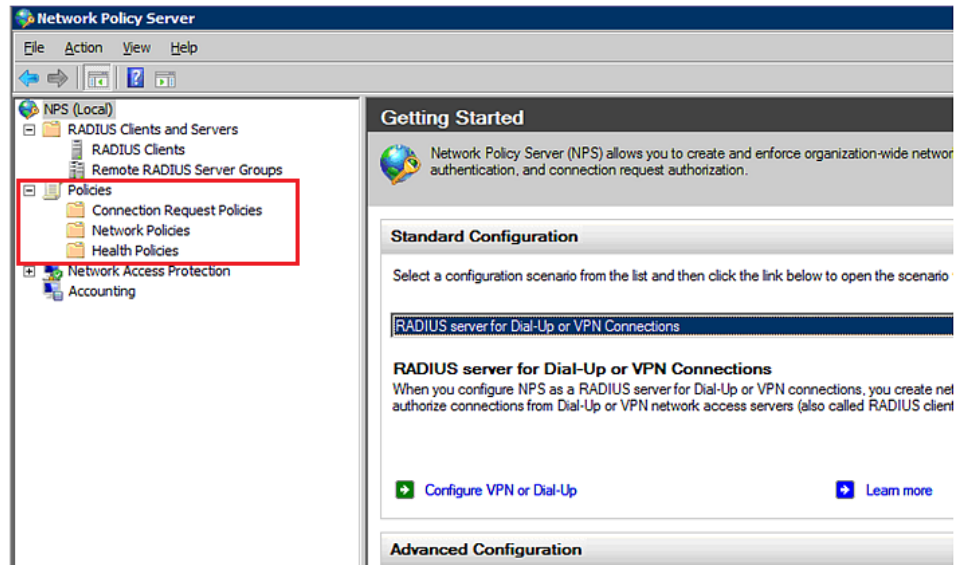 Network Policy Server
File Action View Help
NPS (Local)
RADIUS Clients and Servers
RADIUS Clients
Remote RADIUS Server Groups
Policies
Connection Request Policies
Network Policies
Health Policies
Network Access Protection
Accounting
Getting Started
Network Policy Server (NPS) allows you to create and enforce organization-wide networ
authentication, and connection request authorization.
Standard Configuration
Select a configuration scenario from the list and then click the link below to open the scenario
RADIUS server for Dial-Up or VPN Connections
RADIUS server for Dial-Up or VPN Connections
When you configure NPS as a RADIUS server for Dial-Up or VPN connections, you create net
authorize connections from Dial-Up or VPN network access servers (also called RADIUS client
Configure VPN or Dial-Up
Learn more
Advanced Configuration